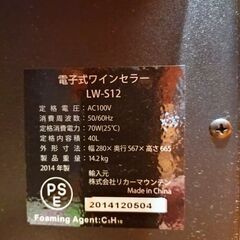 電子式ワインセラー
LW-S12
定格電圧：AC100V
消費周波数：50/60Hz
定格消費電力：70W(25℃)
定格容量：40L
外形寸法：幅280×奥行567×高さ665
製品重量：14.2kg
2014年製
輸入元
株式会社リカーマウンテン
Made in China
PS
E
2014120504
Foaming Agent:C5H10